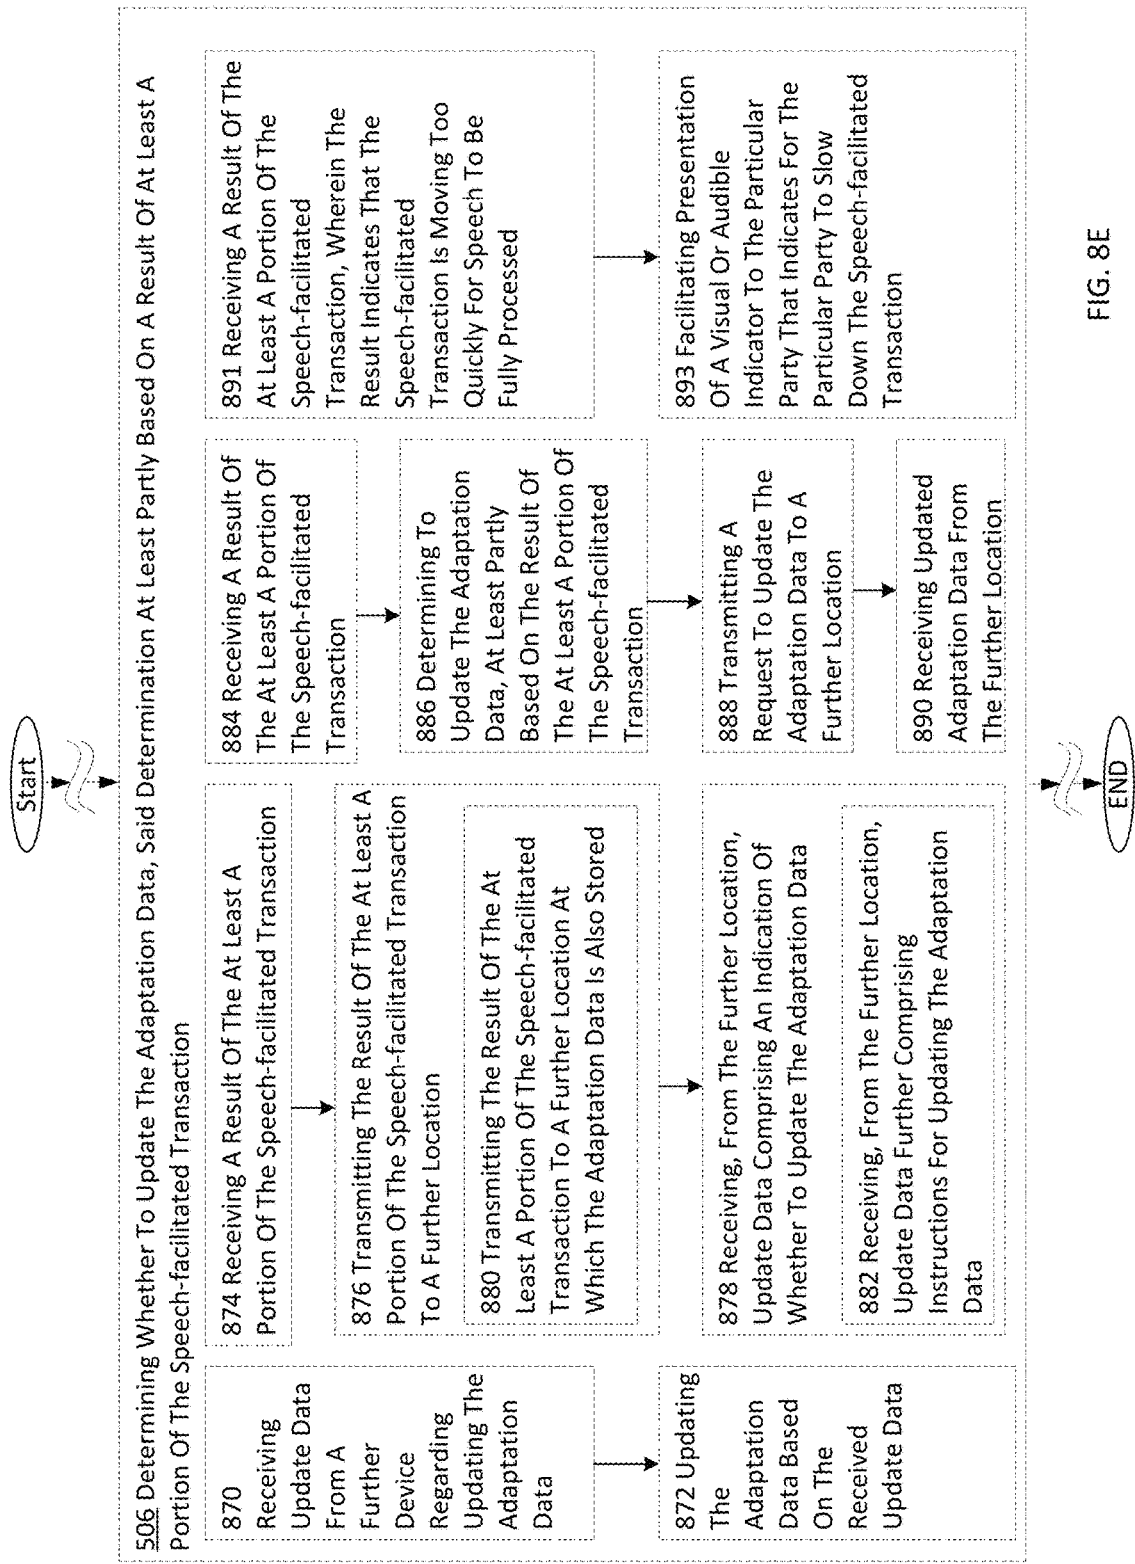 Start
506 Determining Whether To Update The Adaptation Data, Said Determination At Least Partly Based On A Result Of At Least A
Portion Of The Speech-facilitated Transaction
870
Receiving
Update Data
From A
Further
Device
Regarding
Updating The
Adaptation
Data
872 Updating
The
Adaptation
Data Based
On The
Received
Update Data
874 Receiving A Result Of The At Least A
Portion Of The Speech-facilitated Transaction
876 Transmitting The Result Of The At Least A
Portion Of The Speech-facilitated Transaction
To A Further Location
880 Transmitting The Result Of The At
Least A Portion Of The Speech-facilitated
Transaction To A Further Location At
Which The Adaptation Data Is Also Stored
878 Receiving, From The Further Location,
Update Data Comprising An Indication Of
Whether To Update The Adaptation Data
882 Receiving, From The Further Location,
Update Data Further Comprising
Instructions For Updating The Adaptation
Data
884 Receiving A Result Of
The At Least A Portion Of
The Speech-facilitated
Transaction
886 Determining To
Update The Adaptation
Data, At Least Partly
Based On The Result Of
The At Least A Portion Of
The Speech-facilitated
Transaction
888 Transmitting A
Request To Update The
Adaptation Data To A
Further Location
890 Receiving Updated
Adaptation Data From
The Further Location
891 Receiving A Result Of The
At Least A Portion Of The
Speech-facilitated
Transaction, Wherein The
Result Indicates That The
Speech-facilitated
Transaction Is Moving Too
Quickly For Speech To Be
Fully Processed
893 Facilitating Presentation
Of A Visual Or Audible
Indicator To The Particular
Party That Indicates For The
Particular Party To Slow
Down The Speech-facilitated
Transaction
END
FIG. 8E